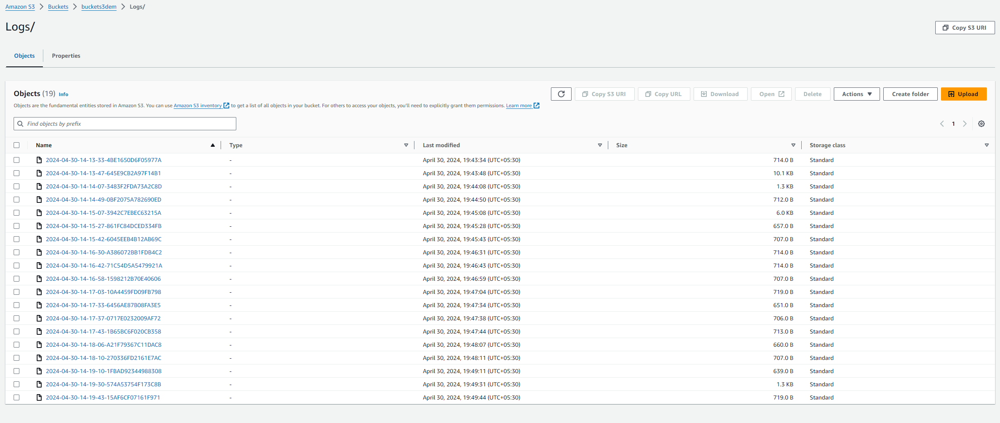 Amazon S3 > Buckets > buckets3dem > Logs/
Logs/
Copy S3 URI
Objects Properties
Objects (19) Info
Copy S3 URI Copy URL Download Open Delete Actions Create folder Upload
Objects are the fundamental entities stored in Amazon S3. You can use Amazon S3 inventory to get a list of all objects in your bucket. For others to access your objects, you'll need to explicitly grant them permissions. Learn more
Find objects by prefix
1
Name Type Last modified Size Storage class
2024-04-30-14-13-33-4BE1650D6F05977A - April 30, 2024, 19:43:34 (UTC+05:30) 714.0 B Standard
2024-04-30-14-13-47-645E9CB2A97F14B1 - April 30, 2024, 19:43:48 (UTC+05:30) 10.1 KB Standard
2024-04-30-14-14-07-3483F2FDA73A2C8D - April 30, 2024, 19:44:08 (UTC+05:30) 1.3 KB Standard
2024-04-30-14-14-49-0BF2075A782690ED - April 30, 2024, 19:44:50 (UTC+05:30) 712.0 B Standard
2024-04-30-14-15-07-3942C7EBEC63215A - April 30, 2024, 19:45:08 (UTC+05:30) 6.0 KB Standard
2024-04-30-14-15-27-861FC84DCED334FB - April 30, 2024, 19:45:28 (UTC+05:30) 657.0 B Standard
2024-04-30-14-15-42-6045EEB4B12AB69C - April 30, 2024, 19:45:43 (UTC+05:30) 707.0 B Standard
2024-04-30-14-16-30-A386072BB1FDB4C2 - April 30, 2024, 19:46:31 (UTC+05:30) 714.0 B Standard
2024-04-30-14-16-42-71C54D5A5479921A - April 30, 2024, 19:46:43 (UTC+05:30) 714.0 B Standard
2024-04-30-14-16-58-1598212B70E40606 - April 30, 2024, 19:46:59 (UTC+05:30) 707.0 B Standard
2024-04-30-14-17-03-10A4459FD09FB798 - April 30, 2024, 19:47:04 (UTC+05:30) 719.0 B Standard
2024-04-30-14-17-33-6456AE87B08FA3E5 - April 30, 2024, 19:47:34 (UTC+05:30) 651.0 B Standard
2024-04-30-14-17-37-0717E0232009AF72 - April 30, 2024, 19:47:38 (UTC+05:30) 706.0 B Standard
2024-04-30-14-17-43-1B65BC6F020CB358 - April 30, 2024, 19:47:44 (UTC+05:30) 713.0 B Standard
2024-04-30-14-18-06-A21F79367C11DAC8 - April 30, 2024, 19:48:07 (UTC+05:30) 660.0 B Standard
2024-04-30-14-18-10-270336FD2161E7AC - April 30, 2024, 19:48:11 (UTC+05:30) 707.0 B Standard
2024-04-30-14-19-10-1FBAD92344988308 - April 30, 2024, 19:49:11 (UTC+05:30) 639.0 B Standard
2024-04-30-14-19-30-574A53754F173C8B - April 30, 2024, 19:49:31 (UTC+05:30) 1.3 KB Standard
2024-04-30-14-19-43-15AF6CF07161F971 - April 30, 2024, 19:49:44 (UTC+05:30) 719.0 B Standard